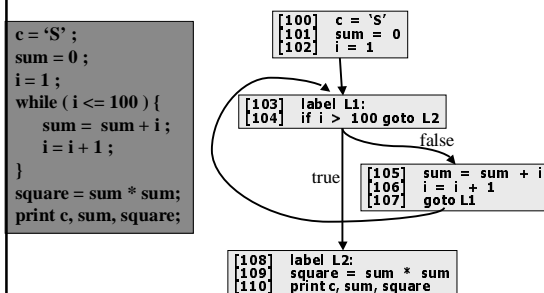 c = ‘S’ ;
sum = 0 ;
i = 1 ;
while ( i <= 100 ) {
sum = sum + i ;
i = i + 1 ;
}
square = sum * sum;
print c, sum, square;
[100] c = `S’
[101] sum = 0
[102] i = 1
[103] label L1:
[104] if i > 100 goto L2
false
true
[105] sum = sum + i
[106] i = i + 1
[107] goto L1
[108] label L2:
[109] square = sum * sum
[110] print c, sum, square